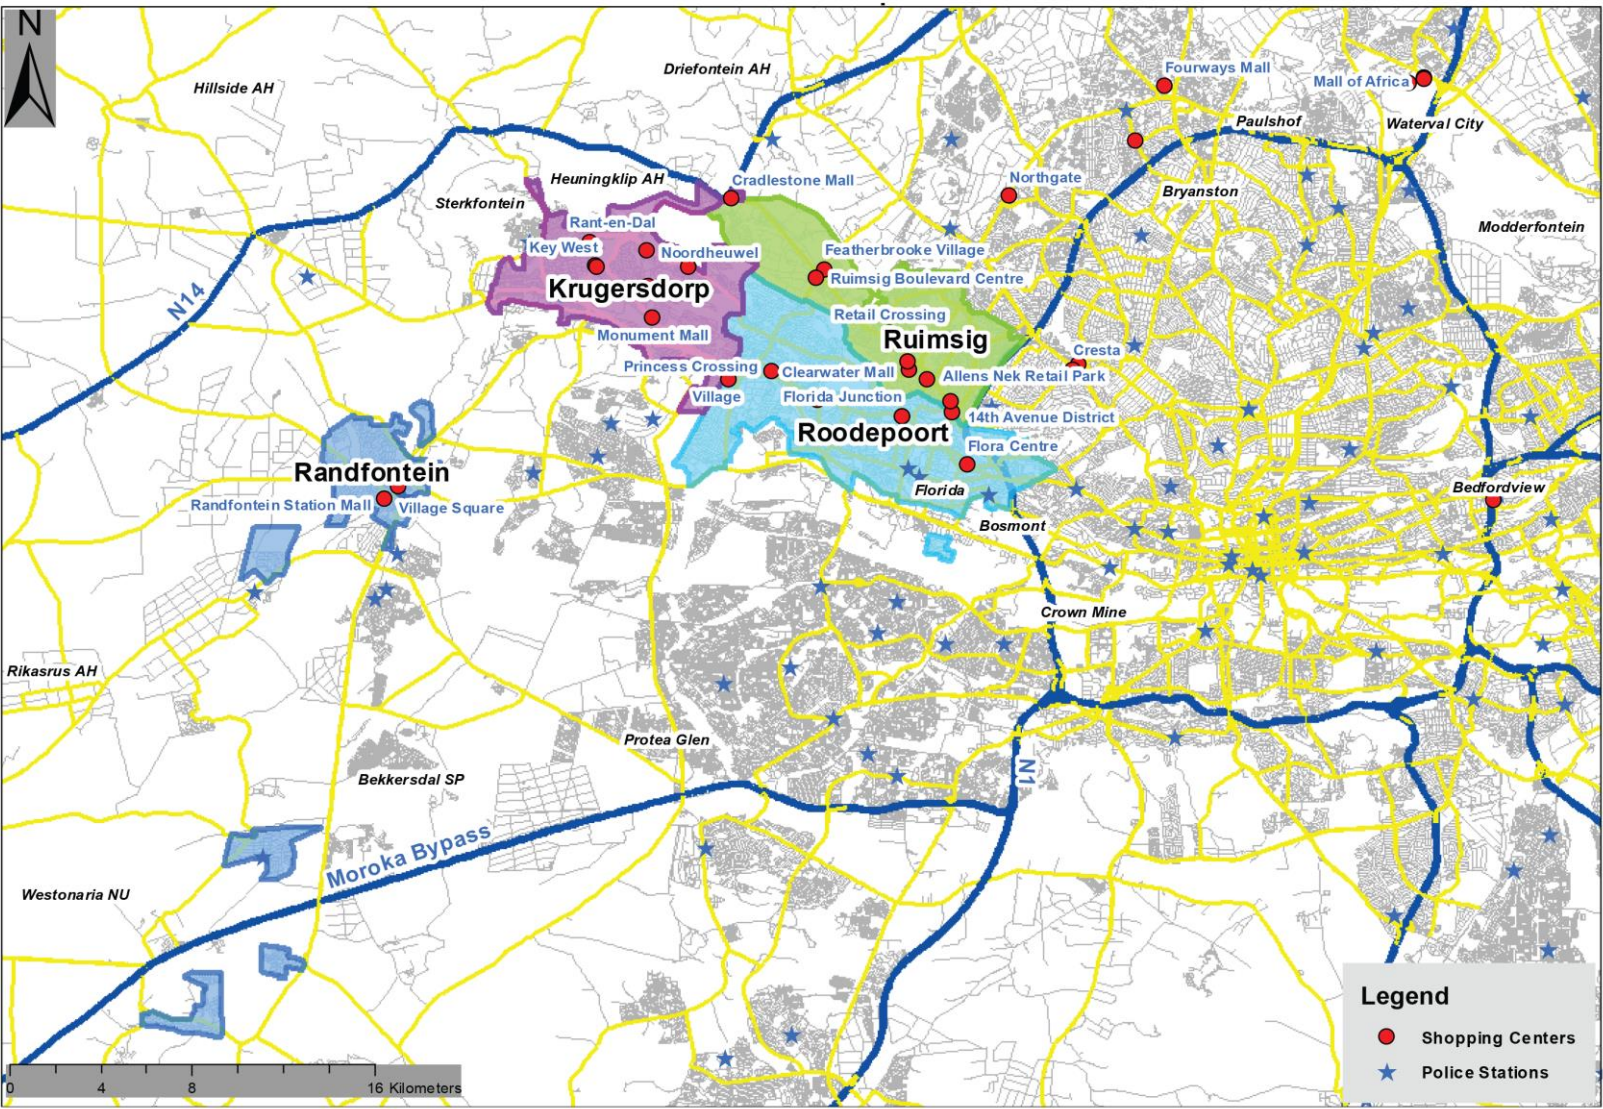 N
Hillside AH
Driefontein AH
Fourways Mall
Mall of Africa
Paulshof
Waterval City
Heuningklip AH
Cradlestone Mall
Northgate
Bryanston
Sterkfontein
Rant-en-Dal
Modderfontein
Key West
Noordheuwel
Featherbrooke Village
Krugersdorp
Ruimsig Boulevard Centre
N14
Retail Crossing
Monument Mall
Ruimsig
Cresta
Princess Crossing
Clearwater Mall
Allens Nek Retail Park
Village
Florida Junction
14th Avenue District
Roodepoort
Flora Centre
Randfontein
Florida
Bedfordview
Randfontein Station Mall
Village Square
Bosmont
Crown Mine
Rikasrus AH
Protea Glen
Bekkersdal SP
N1
Moroka Bypass
Westonaria NU
Legend
Shopping Centers
Police Stations
0 4 8 16 Kilometers